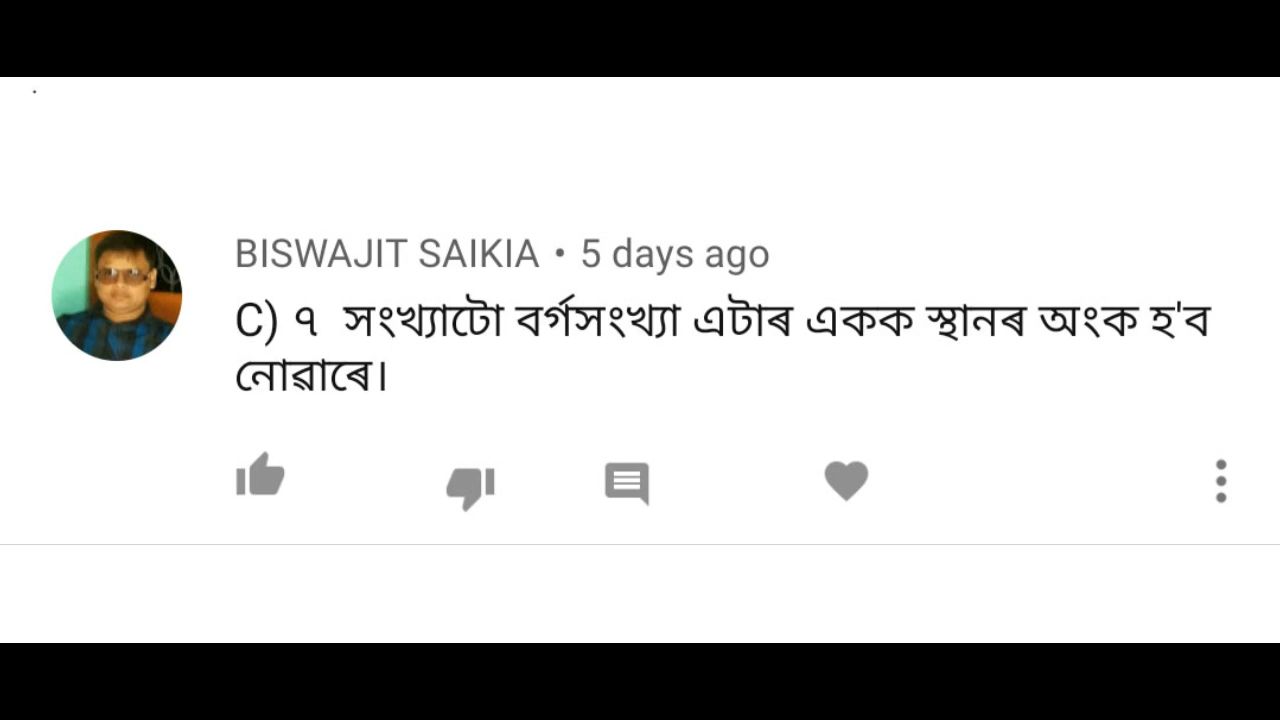 BISWAJIT SAIKIA • 5 days ago
C) ৭ সংখ্যাটো বৰ্গসংখ্যা এটাৰ একক স্থানৰ অংক হ'ব
নোৱাৰে।